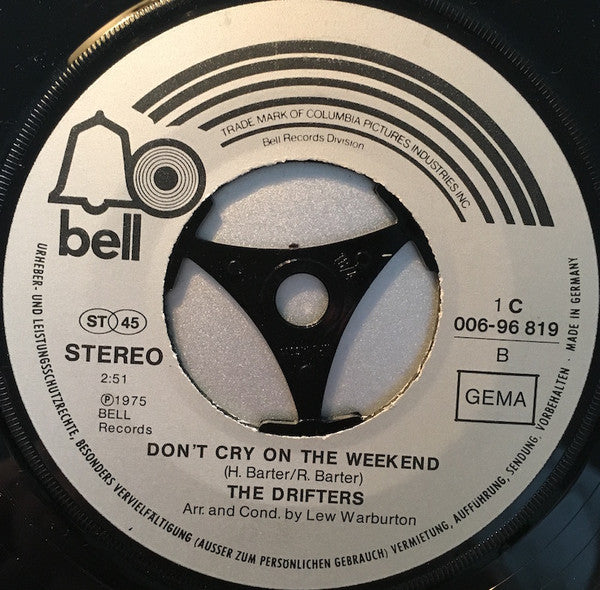 TRADE MARK OF COLUMBIA PICTURES INDUSTRIES INC.
Bell Records Division
bell
ST 45
STEREO
2:51
Ⓟ1975
BELL
Records
1 C
006-96 819
B
GEMA
DON'T CRY ON THE WEEKEND
(H. Barter/R. Barter)
THE DRIFTERS
Arr. and Cond. by Lew Warburton
URHEBER- UND LEISTUNGSSCHUTZRECHTE, BESONDERS VERVIELFÄLTIGUNG (AUSSER ZUM PERSÖNLICHEN GEBRAUCH) VERMIETUNG, AUFFÜHRUNG, SENDUNG, VORBEHALTEN · MADE IN GERMANY